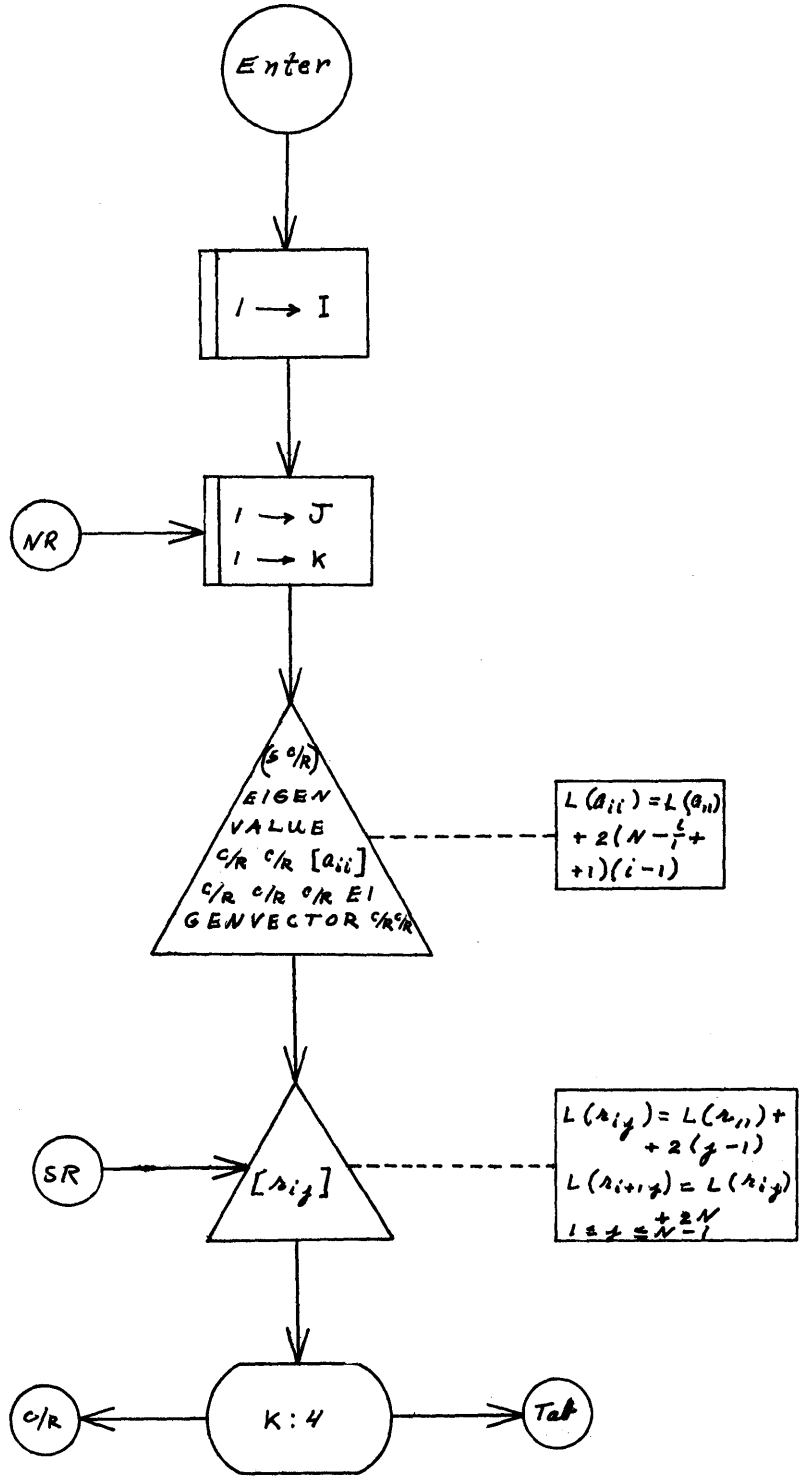 Enter
1 → I
NR
1 → J
1 → K
(5 C/R)
EIGEN
VALUE
C/R C/R [aii]
C/R C/R C/R EI
GENVECTOR C/R C/R
L(aii) = L(a11)
+ 2(N - i/1 +
+1)(i-1)
SR
[rij]
L(rij) = L(r11) +
+ 2(j-1)
L(ri+1j) = L(rij)
+ 2N
1 ≤ j ≤ N-1
C/R
K : 4
Tab